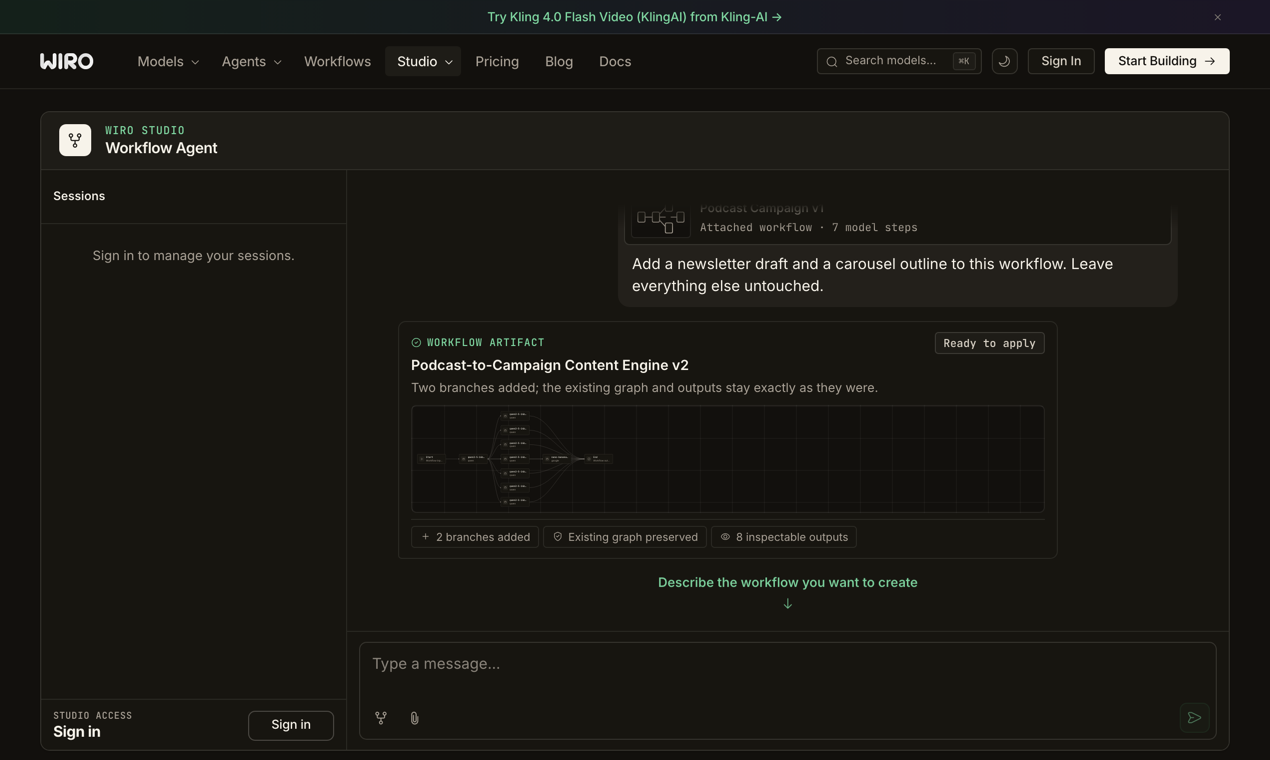 Try Kling 4.0 Flash Video (KlingAI) from Kling-AI →
WIRO
Models
Agents
Workflows
Studio
Pricing
Blog
Docs
Search models...
⌘K
Sign In
Start Building →
WIRO STUDIO
Workflow Agent
Sessions
Sign in to manage your sessions.
Podcast Campaign v1
Attached workflow · 7 model steps
Add a newsletter draft and a carousel outline to this workflow. Leave
everything else untouched.
WORKFLOW ARTIFACT
Ready to apply
Podcast-to-Campaign Content Engine v2
Two branches added; the existing graph and outputs stay exactly as they were.
+ 2 branches added
Existing graph preserved
8 inspectable outputs
Describe the workflow you want to create
↓
Type a message...
STUDIO ACCESS
Sign in
Sign in